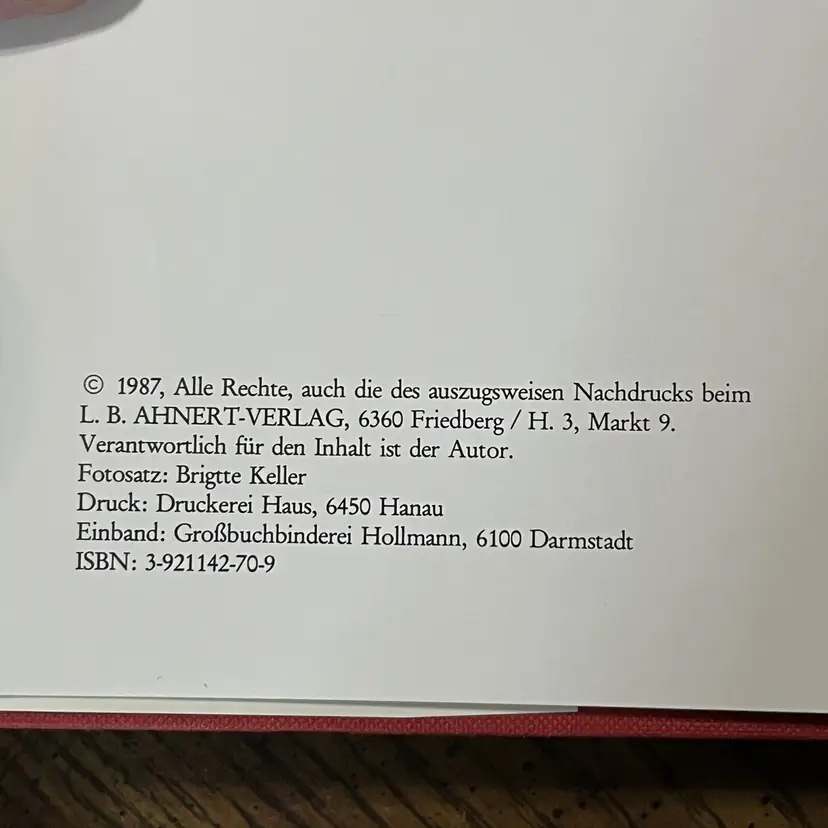 © 1987, Alle Rechte, auch die des auszugsweisen Nachdrucks beim
L. B. AHNERT-VERLAG, 6360 Friedberg / H. 3, Markt 9.
Verantwortlich für den Inhalt ist der Autor.
Fotosatz: Brigtte Keller
Druck: Druckerei Haus, 6450 Hanau
Einband: Großbuchbinderei Hollmann, 6100 Darmstadt
ISBN: 3-921142-70-9